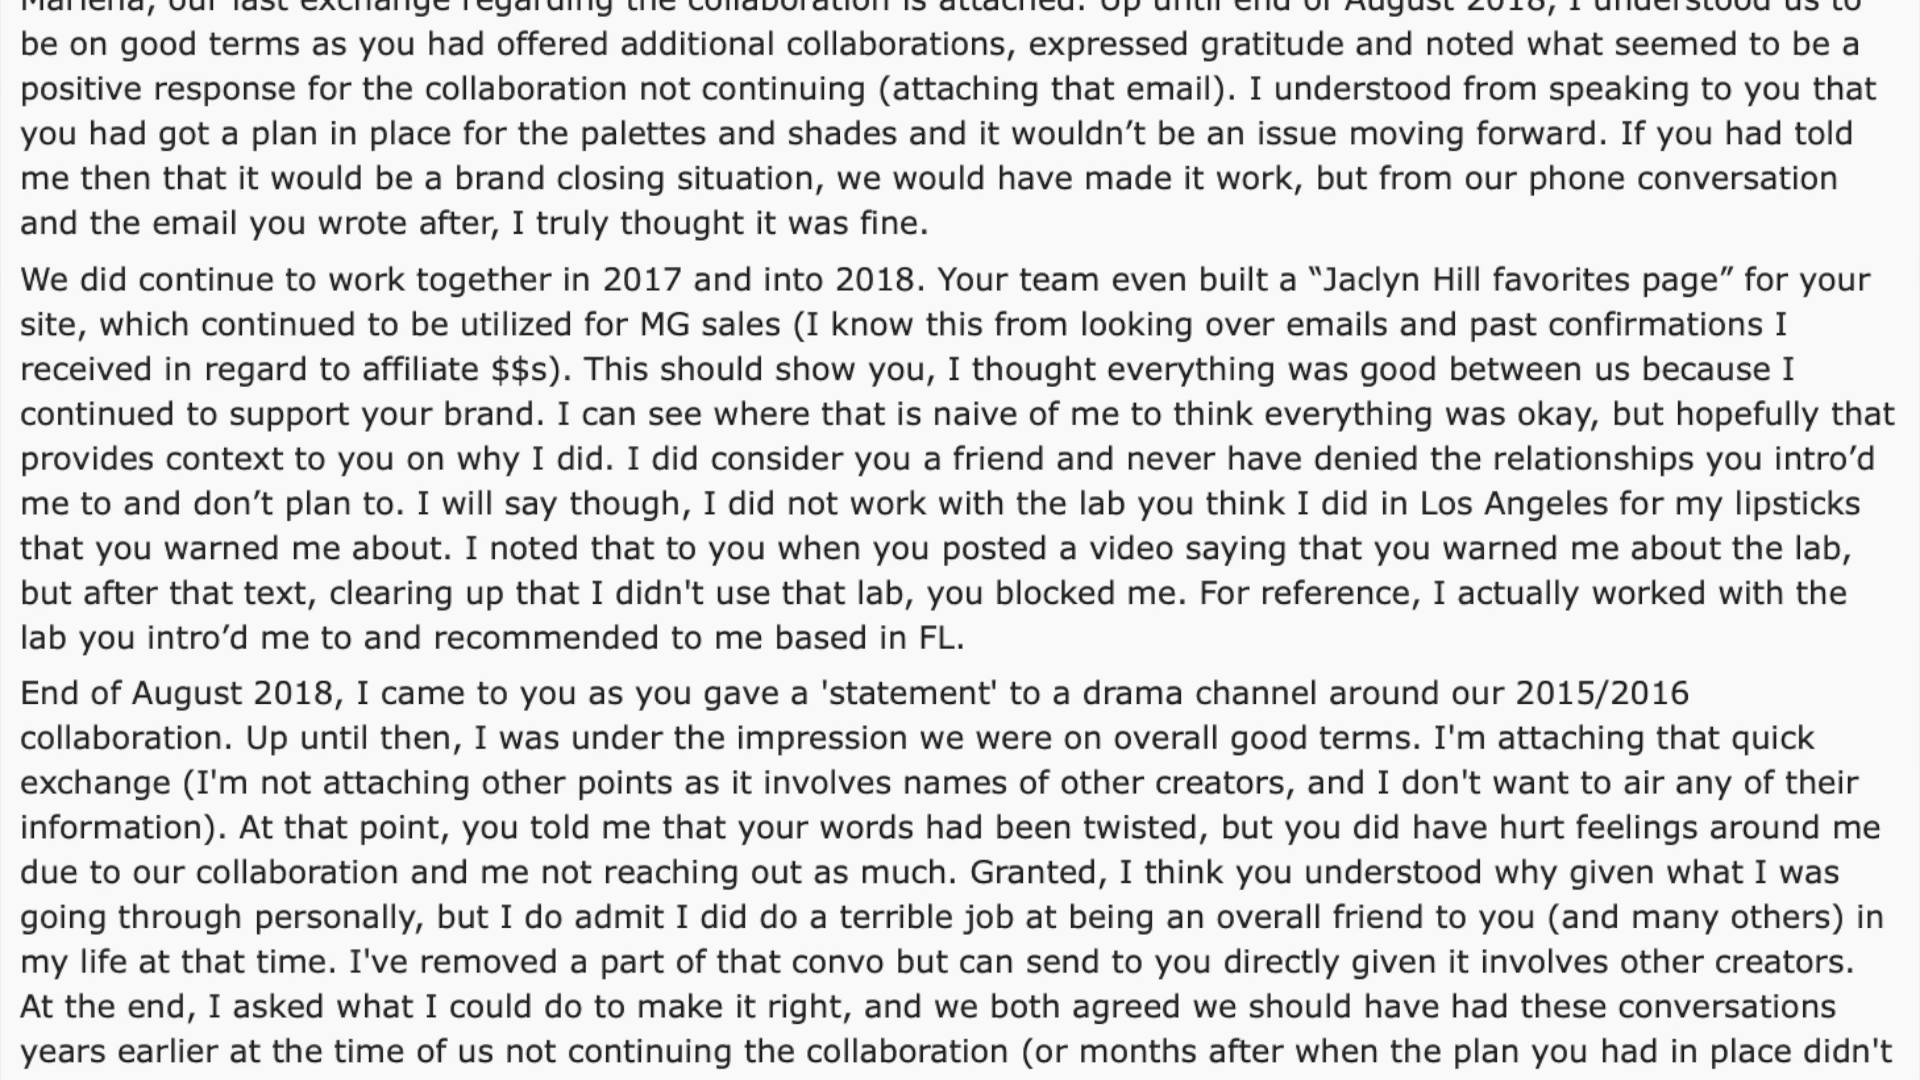 Marlena, our last exchange regarding the collaboration is attached. Up until end of August 2018, I understood us to
be on good terms as you had offered additional collaborations, expressed gratitude and noted what seemed to be a
positive response for the collaboration not continuing (attaching that email). I understood from speaking to you that
you had got a plan in place for the palettes and shades and it wouldn’t be an issue moving forward. If you had told
me then that it would be a brand closing situation, we would have made it work, but from our phone conversation
and the email you wrote after, I truly thought it was fine.
We did continue to work together in 2017 and into 2018. Your team even built a “Jaclyn Hill favorites page” for your
site, which continued to be utilized for MG sales (I know this from looking over emails and past confirmations I
received in regard to affiliate $$s). This should show you, I thought everything was good between us because I
continued to support your brand. I can see where that is naive of me to think everything was okay, but hopefully that
provides context to you on why I did. I did consider you a friend and never have denied the relationships you intro’d
me to and don’t plan to. I will say though, I did not work with the lab you think I did in Los Angeles for my lipsticks
that you warned me about. I noted that to you when you posted a video saying that you warned me about the lab,
but after that text, clearing up that I didn't use that lab, you blocked me. For reference, I actually worked with the
lab you intro’d me to and recommended to me based in FL.
End of August 2018, I came to you as you gave a 'statement' to a drama channel around our 2015/2016
collaboration. Up until then, I was under the impression we were on overall good terms. I'm attaching that quick
exchange (I'm not attaching other points as it involves names of other creators, and I don't want to air any of their
information). At that point, you told me that your words had been twisted, but you did have hurt feelings around me
due to our collaboration and me not reaching out as much. Granted, I think you understood why given what I was
going through personally, but I do admit I did do a terrible job at being an overall friend to you (and many others) in
my life at that time. I've removed a part of that convo but can send to you directly given it involves other creators.
At the end, I asked what I could do to make it right, and we both agreed we should have had these conversations
years earlier at the time of us not continuing the collaboration (or months after when the plan you had in place didn't